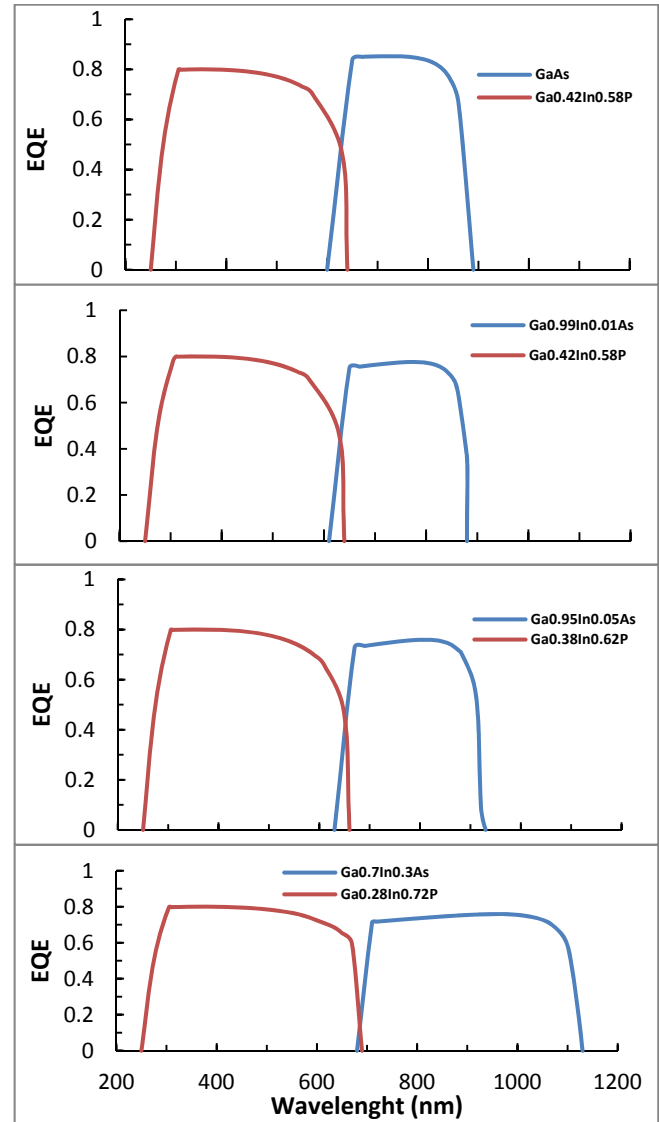 1
0.8
0.6
0.4
0.2
0
EQE
GaAs
Ga0.42In0.58P
1
0.8
0.6
0.4
0.2
0
EQE
Ga0.99In0.01As
Ga0.42In0.58P
1
0.8
0.6
0.4
0.2
0
EQE
Ga0.95In0.05As
Ga0.38In0.62P
1
0.8
0.6
0.4
0.2
0
EQE
Ga0.7In0.3As
Ga0.28In0.72P
200 400 600 800 1000 1200
Wavelenght (nm)